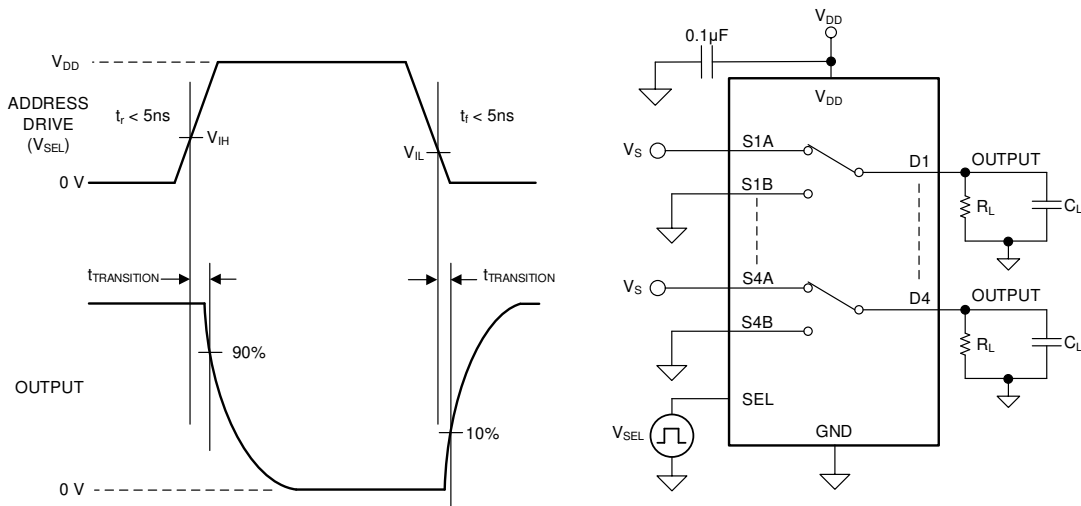 V_DD
ADDRESS
DRIVE
(V_SEL)
t_r < 5ns
V_IH
V_IL
t_f < 5ns
0 V
t_TRANSITION
t_TRANSITION
90%
OUTPUT
10%
0 V
V_DD
0.1µF
V_DD
V_S
S1A
D1
OUTPUT
S1B
R_L
C_L
V_S
S4A
D4
OUTPUT
S4B
R_L
C_L
SEL
V_SEL
GND